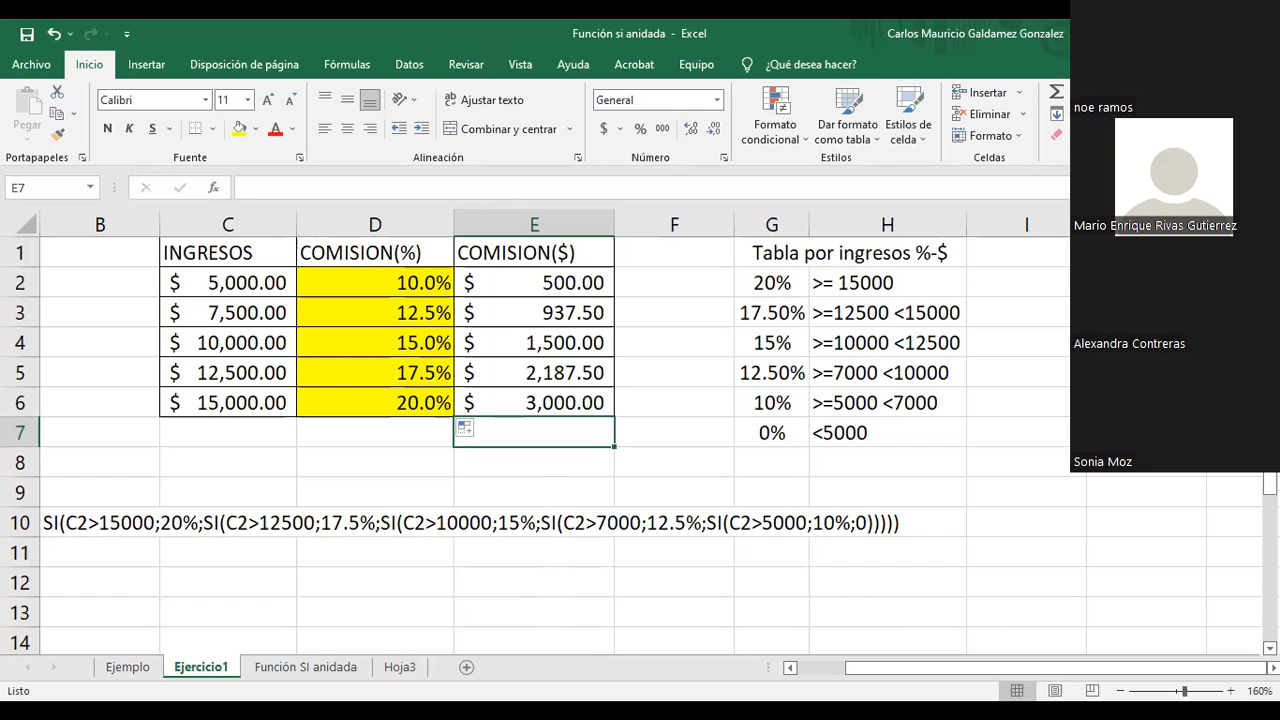 Función si anidada - Excel
Carlos Mauricio Galdamez Gonzalez
Archivo Inicio Insertar Disposición de página Fórmulas Datos Revisar Vista Ayuda Acrobat Equipo ¿Qué desea hacer?
Pegar
Calibri 11
N K S
Ajustar texto
Combinar y centrar
General
$ % 000
Formato condicional
Dar formato como tabla
Estilos de celda
Insertar
Eliminar
Formato
Portapapeles Fuente Alineación Número Estilos Celdas
noe ramos
Mario Enrique Rivas Gutierrez
Alexandra Contreras
Sonia Moz
E7 fx
B C D E F G H I
1 INGRESOS COMISION(%) COMISION($) Tabla por ingresos %-$
2 $ 5,000.00 10.0% $ 500.00 20% >= 15000
3 $ 7,500.00 12.5% $ 937.50 17.50% >=12500 <15000
4 $ 10,000.00 15.0% $ 1,500.00 15% >=10000 <12500
5 $ 12,500.00 17.5% $ 2,187.50 12.50% >=7000 <10000
6 $ 15,000.00 20.0% $ 3,000.00 10% >=5000 <7000
7 0% <5000
8
9
10 SI(C2>15000;20%;SI(C2>12500;17.5%;SI(C2>10000;15%;SI(C2>7000;12.5%;SI(C2>5000;10%;0)))))
11
12
13
14
Ejemplo Ejercicio1 Función SI anidada Hoja3
Listo
160%